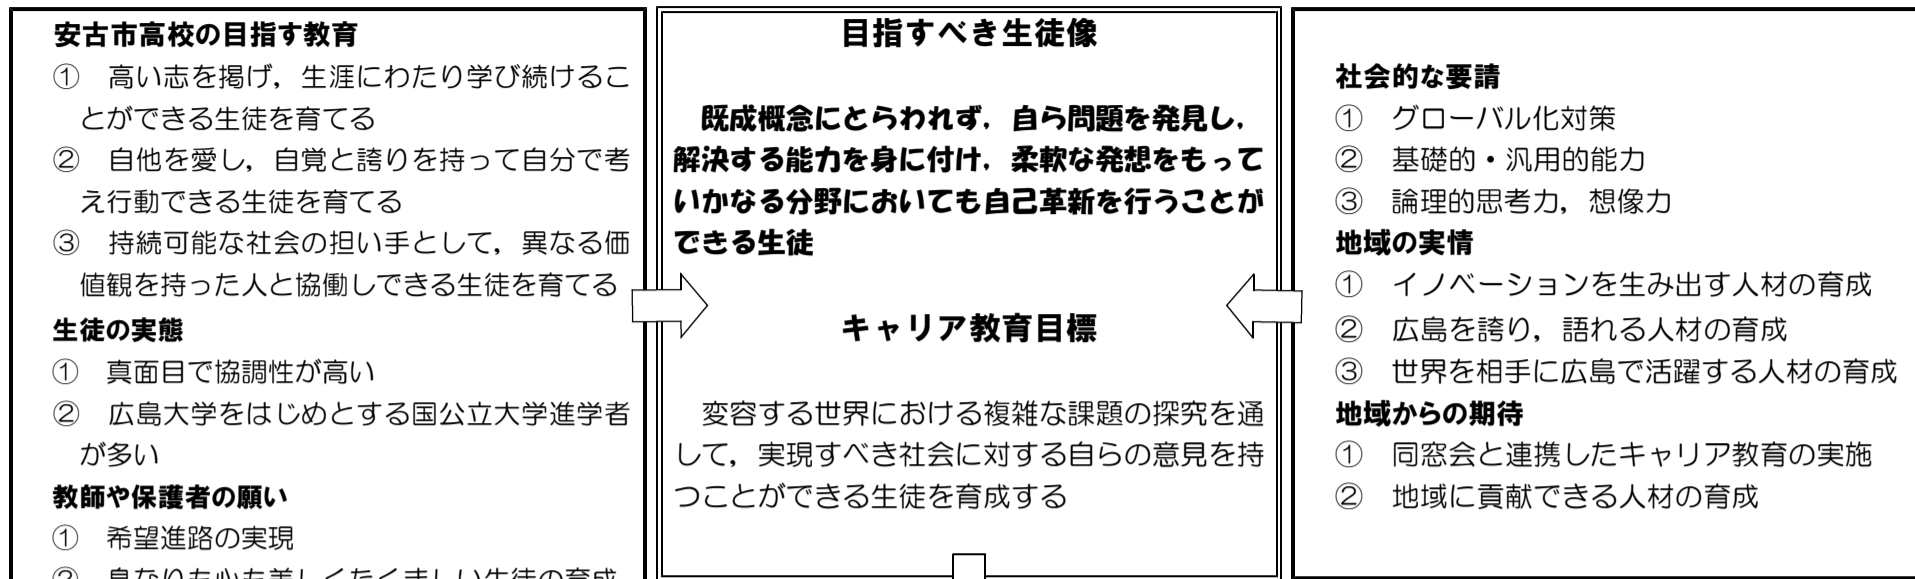 安古市高校の目指す教育
① 高い志を掲げ，生涯にわたり学び続けるこ
とができる生徒を育てる
② 自他を愛し，自覚と誇りを持って自分で考
え行動できる生徒を育てる
③ 持続可能な社会の担い手として，異なる価
値観を持った人と協働しできる生徒を育てる
生徒の実態
① 真面目で協調性が高い
② 広島大学をはじめとする国公立大学進学者
が多い
教師や保護者の願い
① 希望進路の実現
② 身なりも心も美しくたくましい生徒の育成
目指すべき生徒像
既成概念にとらわれず，自ら問題を発見し，
解決する能力を身に付け，柔軟な発想をもって
いかなる分野においても自己革新を行うことが
できる生徒
キャリア教育目標
変容する世界における複雑な課題の探究を通
して，実現すべき社会に対する自らの意見を持
つことができる生徒を育成する
社会的な要請
① グローバル化対策
② 基礎的・汎用的能力
③ 論理的思考力，想像力
地域の実情
① イノベーションを生み出す人材の育成
② 広島を誇り，語れる人材の育成
③ 世界を相手に広島で活躍する人材の育成
地域からの期待
① 同窓会と連携したキャリア教育の実施
② 地域に貢献できる人材の育成